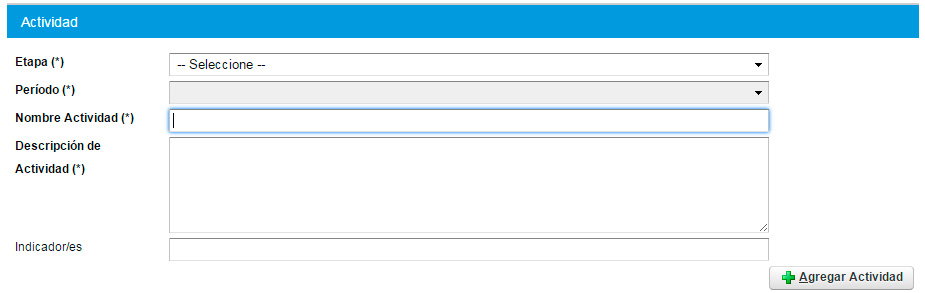 Actividad
Etapa (*)
-- Seleccione --
Período (*)
Nombre Actividad (*)
Descripción de
Actividad (*)
Indicador/es
Agregar Actividad